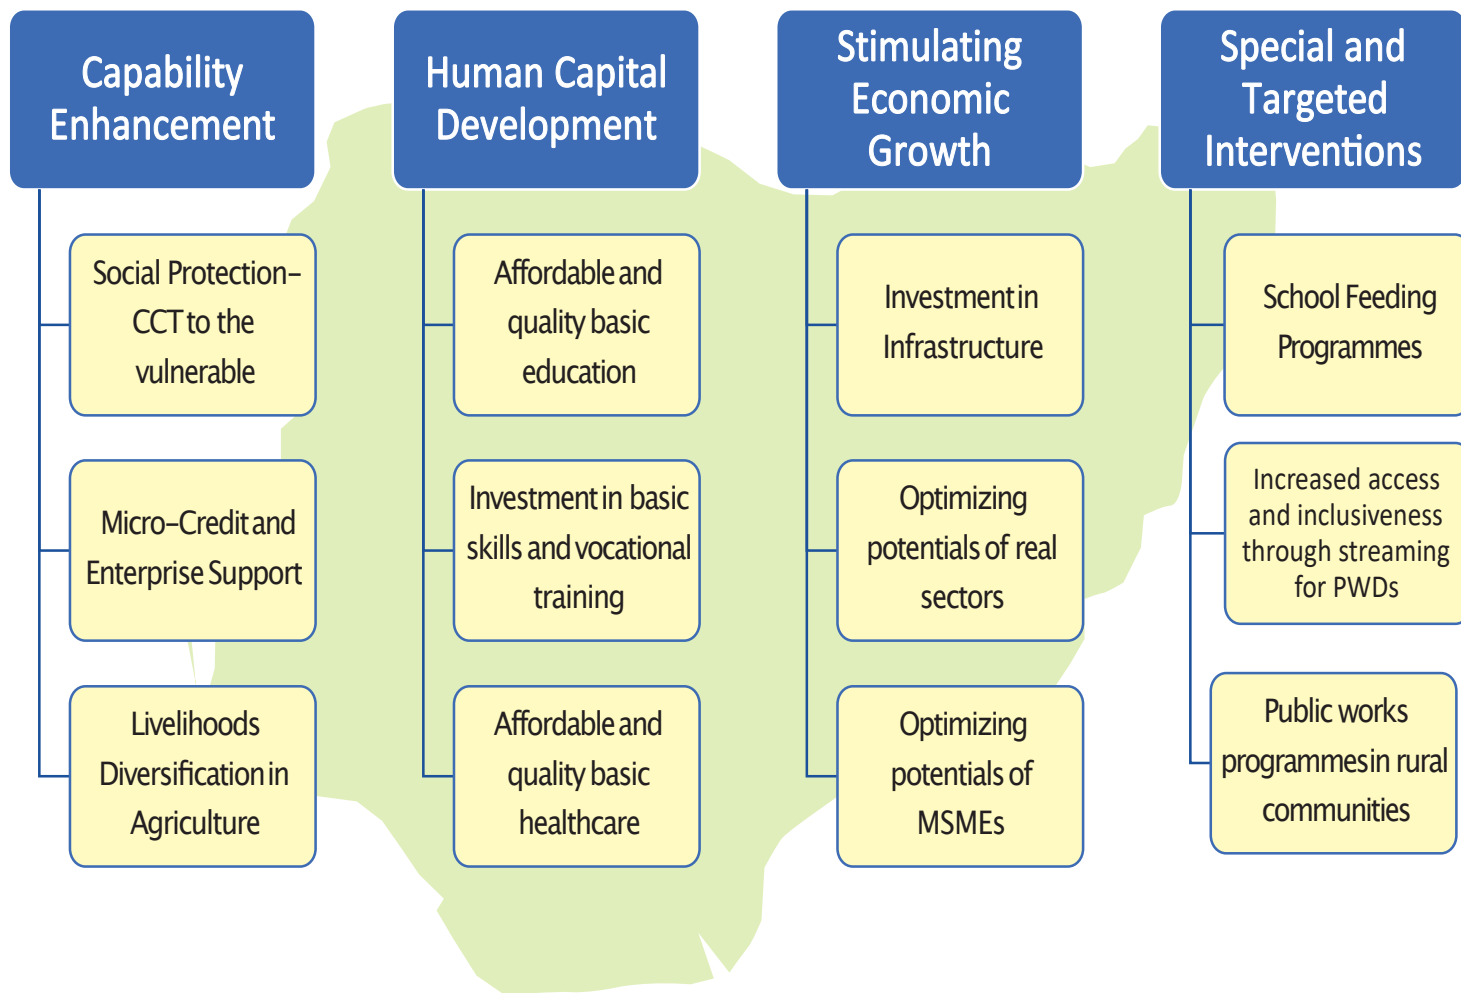 Capability
Enhancement
Social Protection–
CCT to the
vulnerable
Micro–Credit and
Enterprise Support
Livelihoods
Diversification in
Agriculture
Human Capital
Development
Affordable and
quality basic
education
Investment in basic
skills and vocational
training
Affordable and
quality basic
healthcare
Stimulating
Economic
Growth
Investment in
Infrastructure
Optimizing
potentials of real
sectors
Optimizing
potentials of
MSMEs
Special and
Targeted
Interventions
School Feeding
Programmes
Increased access
and inclusiveness
through streaming
for PWDs
Public works
programmes in rural
communities